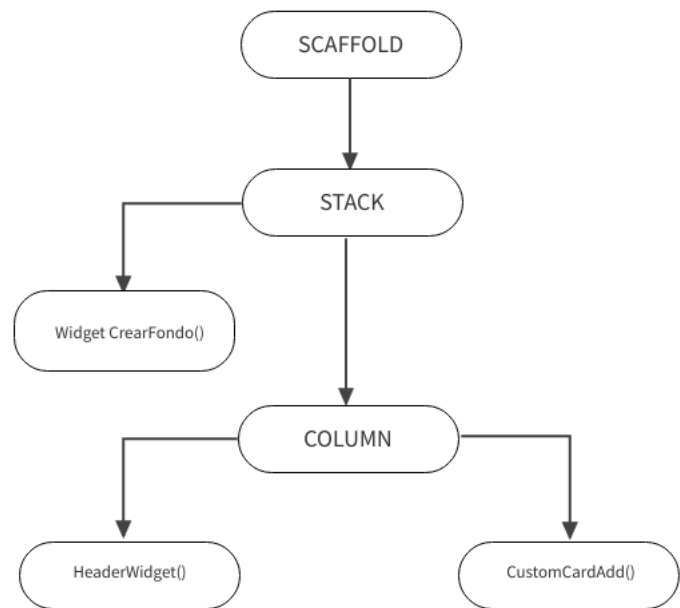 SCAFFOLD
STACK
Widget CrearFondo()
COLUMN
HeaderWidget()
CustomCardAdd()